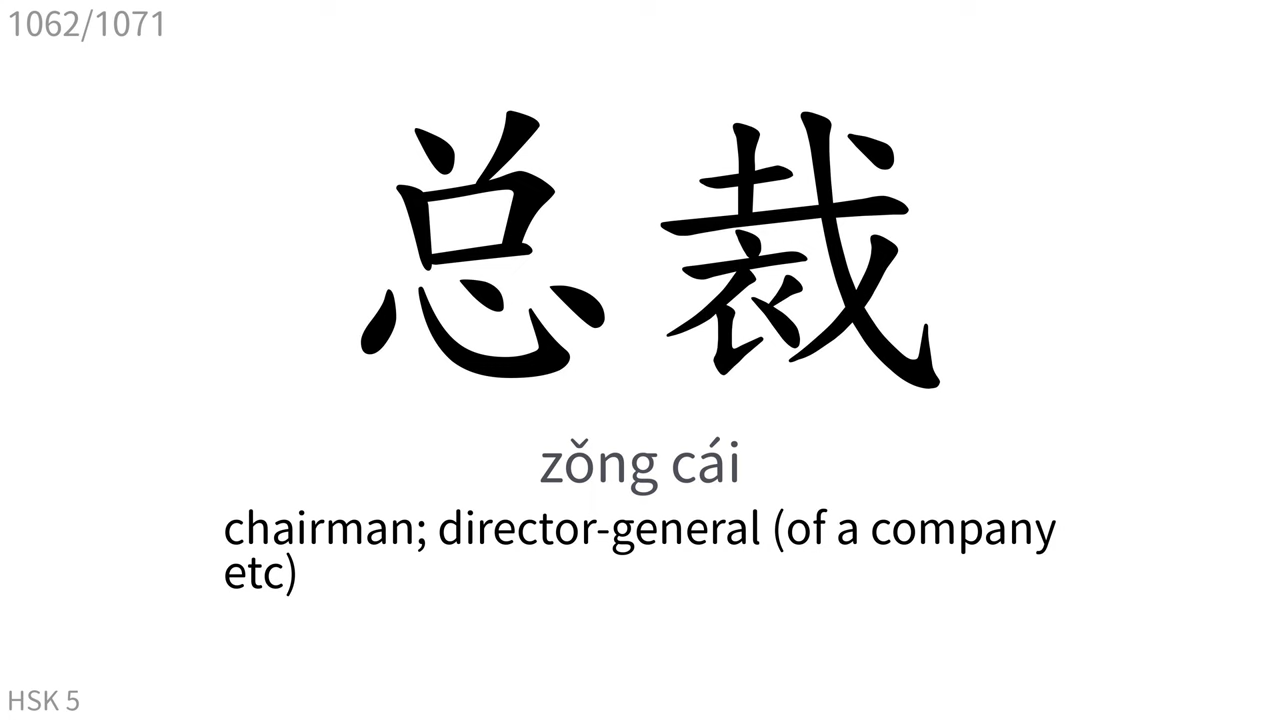 1062/1071
总裁
zǒng cái
chairman; director-general (of a company
etc)
HSK 5